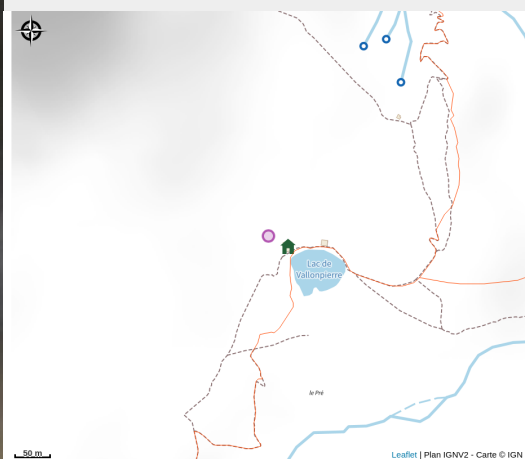 Lac de
Vallonpierre
le Pré
50 m
Leaflet | Plan IGNV2 - Carte © IGN